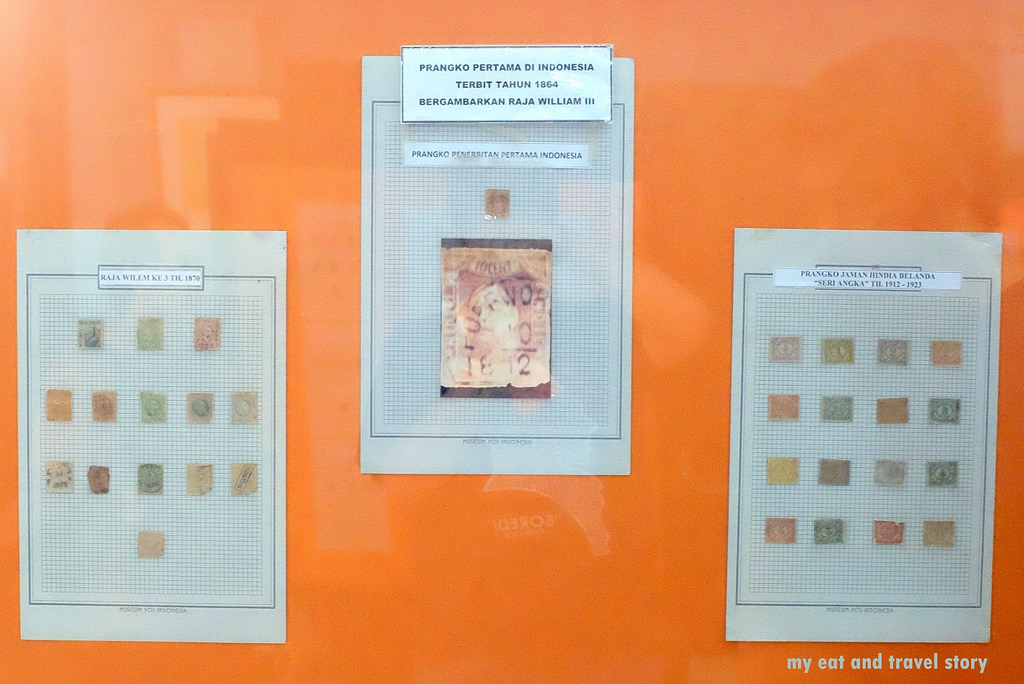 PRANGKO PERTAMA DI INDONESIA
TERBIT TAHUN 1864
BERGAMBARKAN RAJA WILLIAM III
PRANGKO PENERBITAN PERTAMA INDONESIA
MUSEUM POS INDONESIA
RAJA WILEM KE 3 TH. 1870
MUSEUM POS INDONESIA
PRANGKO JAMAN HINDIA BELANDA
"SERI ANGKA" TH. 1912 - 1923
MUSEUM POS INDONESIA
my eat and travel story